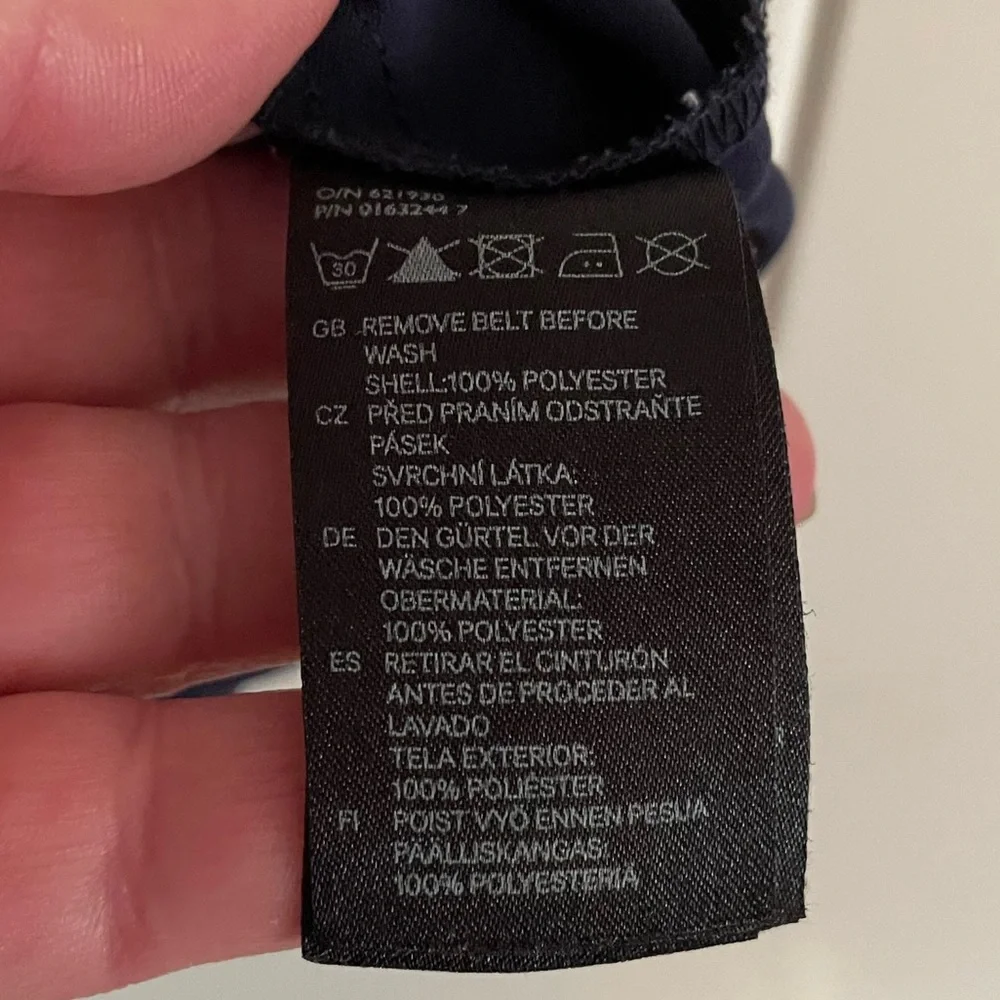 O/N 621930
P/N 0163244 7
30
GB REMOVE BELT BEFORE
WASH
SHELL:100% POLYESTER
CZ PŘED PRANÍM ODSTRAŇTE
PÁSEK
SVRCHNÍ LÁTKA:
100% POLYESTER
DE DEN GÜRTEL VOR DER
WÄSCHE ENTFERNEN
OBERMATERIAL:
100% POLYESTER
ES RETIRAR EL CINTURÓN
ANTES DE PROCEDER AL
LAVADO
TELA EXTERIOR:
100% POLIÉSTER
FI POIST VYÖ ENNEN PESUA
PÄÄLLISKANGAS:
100% POLYESTERIA